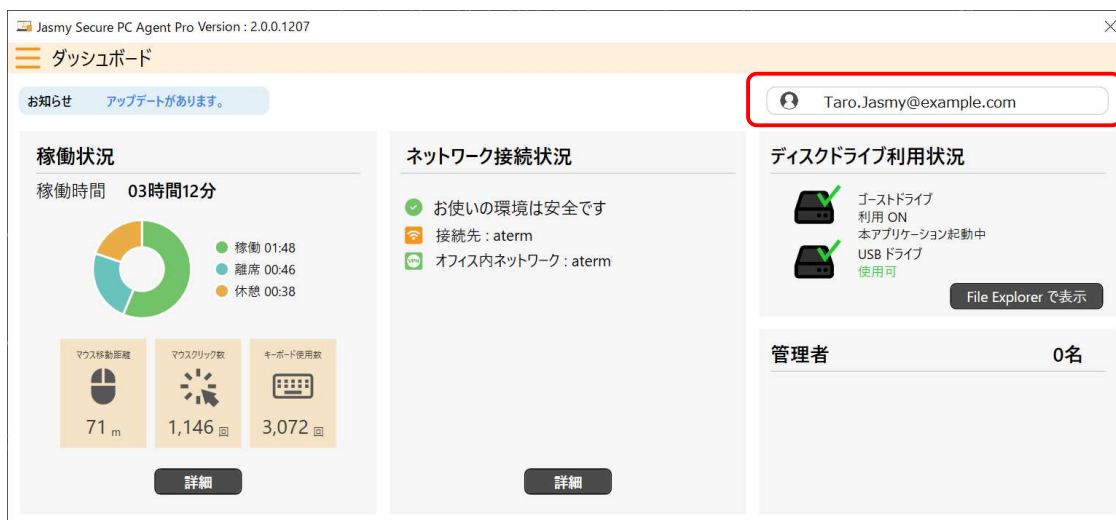 Jasmy Secure PC Agent Pro Version : 2.0.0.1207
ダッシュボード
お知らせ アップデートがあります。
Taro.Jasmy@example.com
稼働状況
稼働時間 03時間12分
稼働 01:48
離席 00:46
休憩 00:38
マウス移動距離
71 m
マウスクリック数
1,146 回
キーボード使用数
3,072 回
詳細
ネットワーク接続状況
お使いの環境は安全です
接続先 : aterm
VPN オフィス内ネットワーク : aterm
詳細
ディスクドライブ利用状況
ゴーストドライブ
利用 ON
本アプリケーション起動中
USB ドライブ
使用可
File Explorer で表示
管理者 0名